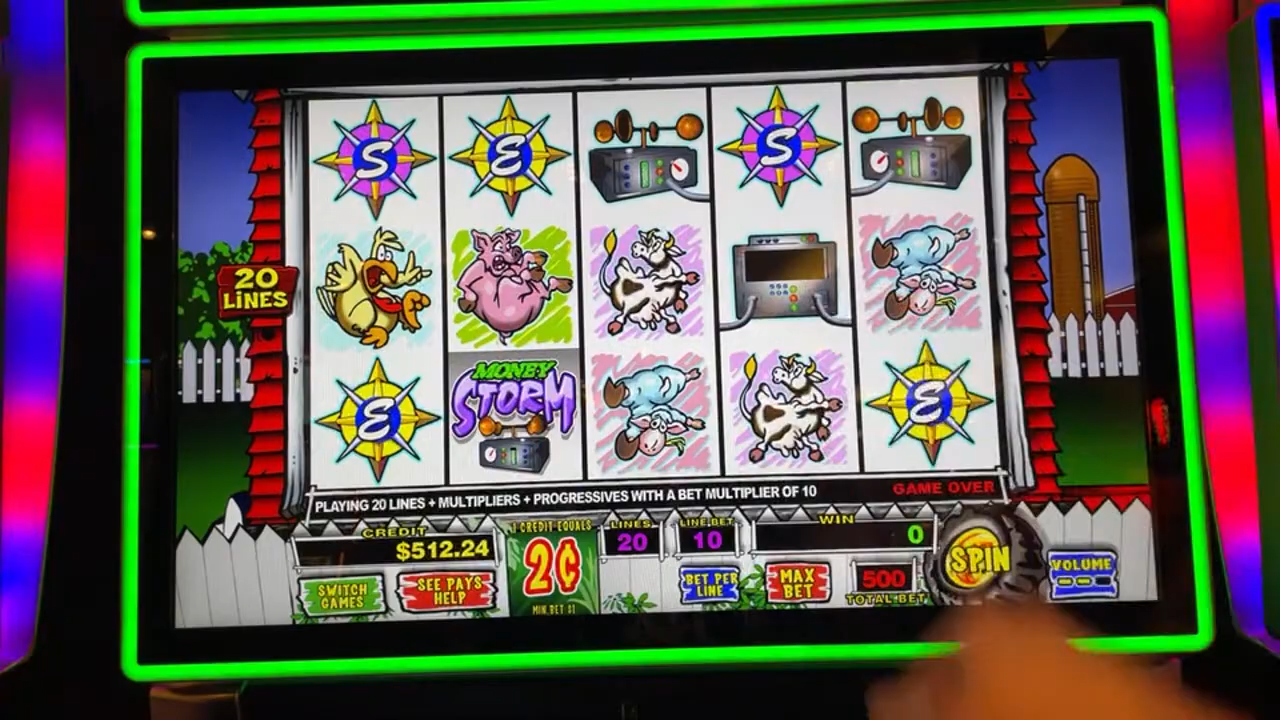 S
E
S
20
LiNES
E
MONEY
STORM
E
PLAYING 20 LINES + MULTIPLIERS + PROGRESSIVES WITH A BET MULTIPLIER OF 10
GAME OVER
CREDIT
$512.24
1 CREDIT EQUALS
2¢
MIN BET $1
LINES
20
LINE BET
10
WIN
0
SWITCH
GAMES
SEE PAYS
HELP
BET PER
LINE
MAX
BET
500
TOTAL BET
SPIN
VOLUME